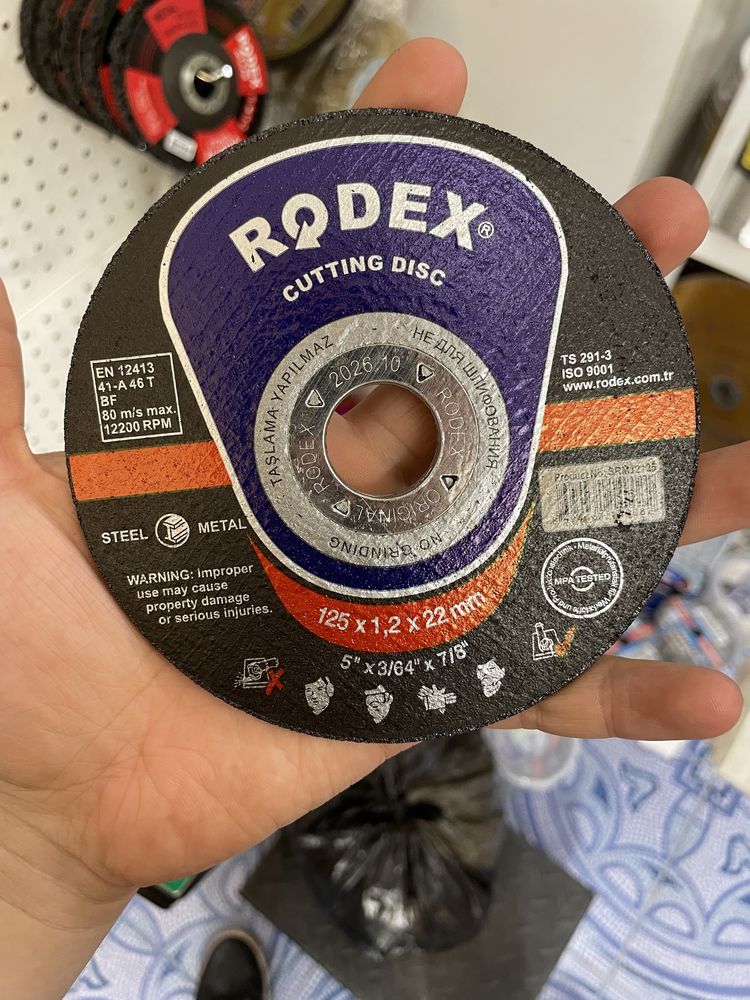 RODEX®
CUTTING DISC
TAŞLAMA YAPILMAZ - НЕ ДЛЯ ШЛИФОВАНИЯ - NO GRINDING
2026.10
RODEX
ORIGINAL
RODEX
EN 12413
41-A 46 T
BF
80 m/s max.
12200 RPM
TS 291-3
ISO 9001
www.rodex.com.tr
Product No:
STEEL
METAL
MPA TESTED
WARNING: Improper
use may cause
property damage
or serious injuries.
125 x 1,2 x 22 mm
5" x 3/64" x 7/8"